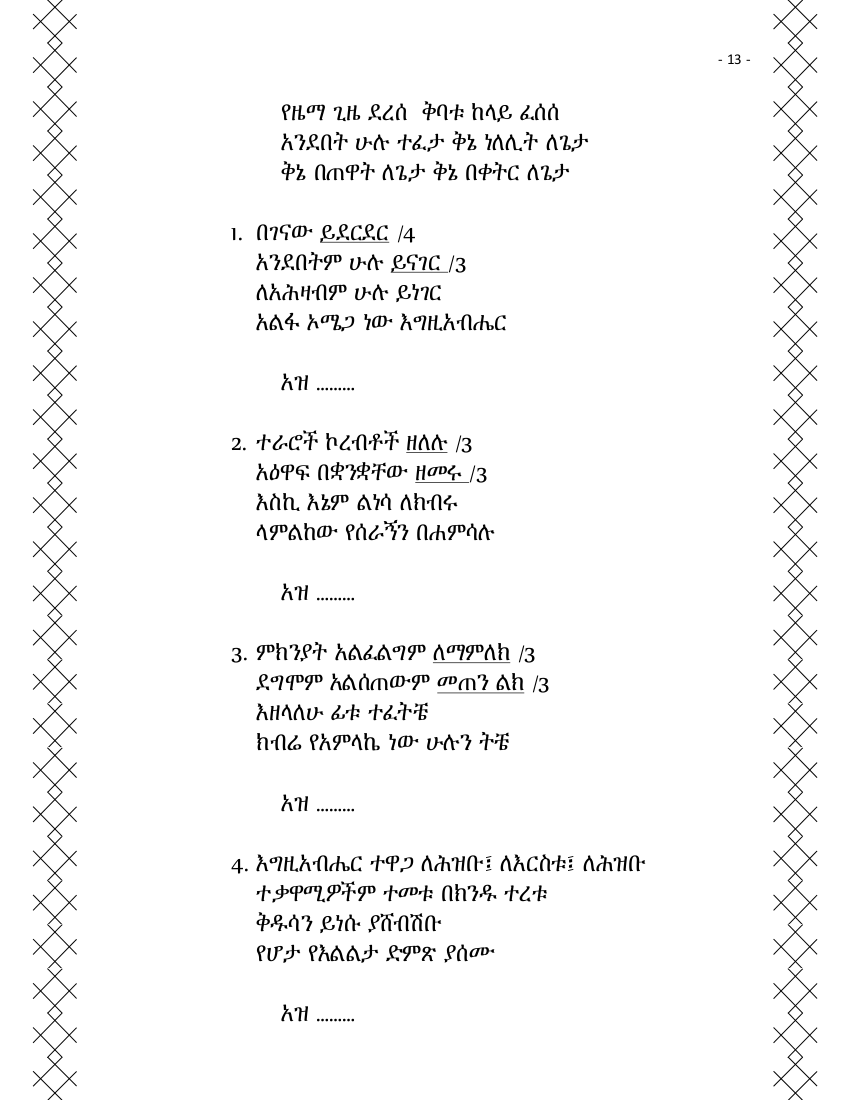 - 13 -
የዜማ ጊዜ ደረሰ ቅባቱ ከላይ ፈሰሰ
አንደበት ሁሉ ተፈታ ቅኔ ነለሊት ለጌታ
ቅኔ በጠዋት ለጌታ ቅኔ በቀትር ለጌታ
1. በገናው ይደርደር /4
አንደበትም ሁሉ ይናገር /3
ለአሕዛብም ሁሉ ይነገር
አልፋ ኦሜጋ ነው እግዚአብሔር
አዝ .........
2. ተራሮች ኮረብቶች ዘለሉ /3
አዕዋፍ በቋንቋቸው ዘመሩ /3
እስኪ እኔም ልነሳ ለክብሩ
ላምልከው የሰራኝን በሐምሳሉ
አዝ .........
3. ምክንያት አልፈልግም ለማምለክ /3
ደግሞም አልሰጠውም መጠን ልክ /3
እዘላለሁ ፊቱ ተፈትቼ
ክብሬ የአምላኬ ነው ሁሉን ትቼ
አዝ .........
4. እግዚአብሔር ተዋጋ ለሕዝቡ፤ ለእርስቱ፤ ለሕዝቡ
ተቃዋሚዎችም ተመቱ በክንዱ ተረቱ
ቅዱሳን ይነሱ ያሸብሽቡ
የሆታ የእልልታ ድምጽ ያሰሙ
አዝ .........